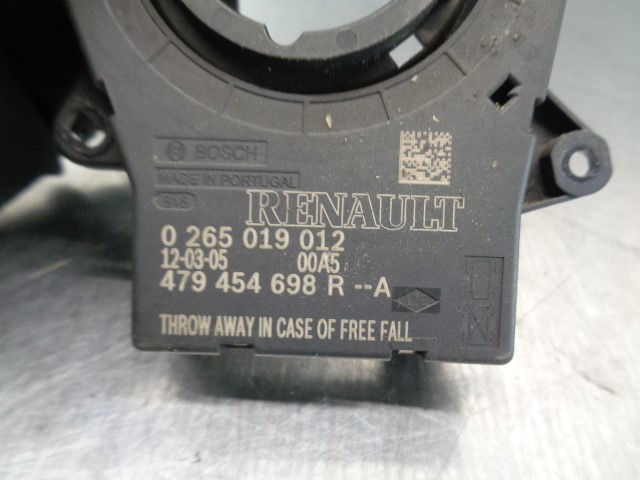 BOSCH
MADE IN PORTUGAL
RENAULT
0 265 019 012
12-03-05 00A5
479 454 698 R --A
THROW AWAY IN CASE OF FREE FALL